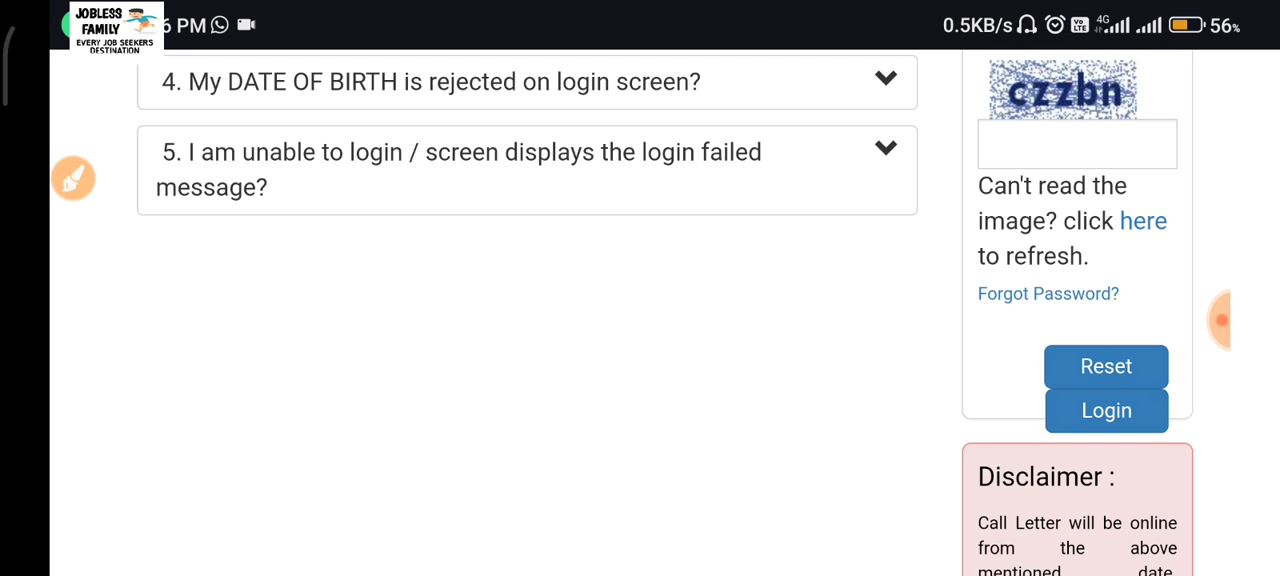 JOBLESS
FAMILY
EVERY JOB SEEKERS
DESTINATION
6 PM
0.5KB/s
Vo
LTE
4G
56%
4. My DATE OF BIRTH is rejected on login screen?
5. I am unable to login / screen displays the login failed
message?
czzbn
Can't read the
image? click here
to refresh.
Forgot Password?
Reset
Login
Disclaimer :
Call Letter will be online
from the above
mentioned date.